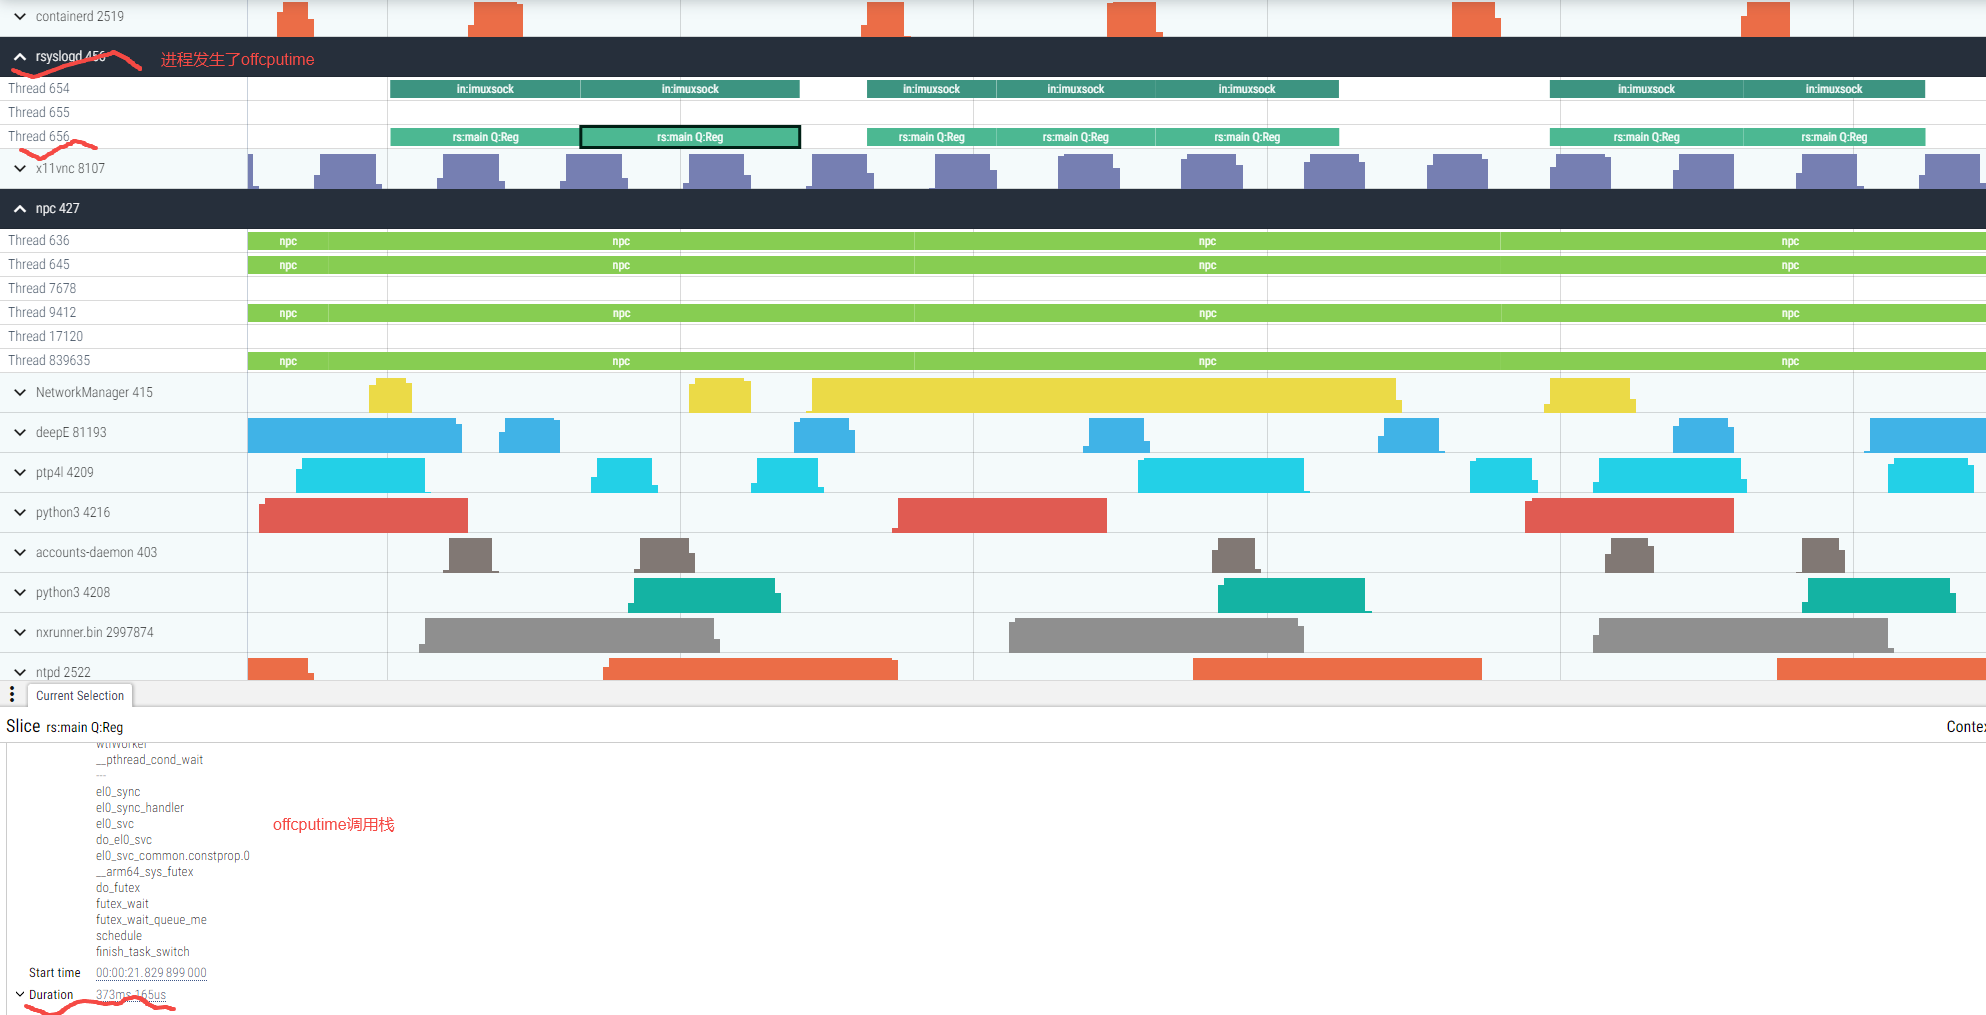 containerd 2519
rsyslogd 456
进程发生了offcputime
Thread 654
in:imuxsock in:imuxsock in:imuxsock in:imuxsock in:imuxsock in:imuxsock in:imuxsock
Thread 655
Thread 656
rs:main Q:Reg rs:main Q:Reg rs:main Q:Reg rs:main Q:Reg rs:main Q:Reg rs:main Q:Reg rs:main Q:Reg
x11vnc 8107
npc 427
Thread 636 npc npc npc npc
Thread 645 npc npc npc npc
Thread 7678
Thread 9412 npc npc npc npc
Thread 17120
Thread 839635 npc npc npc npc
NetworkManager 415
deepE 81193
ptp4l 4209
python3 4216
accounts-daemon 403
python3 4208
nxrunner.bin 2997874
ntpd 2522
Current Selection
Slice rs:main Q:Reg
Contex
wtiWorker
__pthread_cond_wait
---
el0_sync
el0_sync_handler
el0_svc
offcputime调用栈
do_el0_svc
el0_svc_common.constprop.0
__arm64_sys_futex
do_futex
futex_wait
futex_wait_queue_me
schedule
finish_task_switch
Start time 00:00:21.829 899 000
Duration 373ms 165us